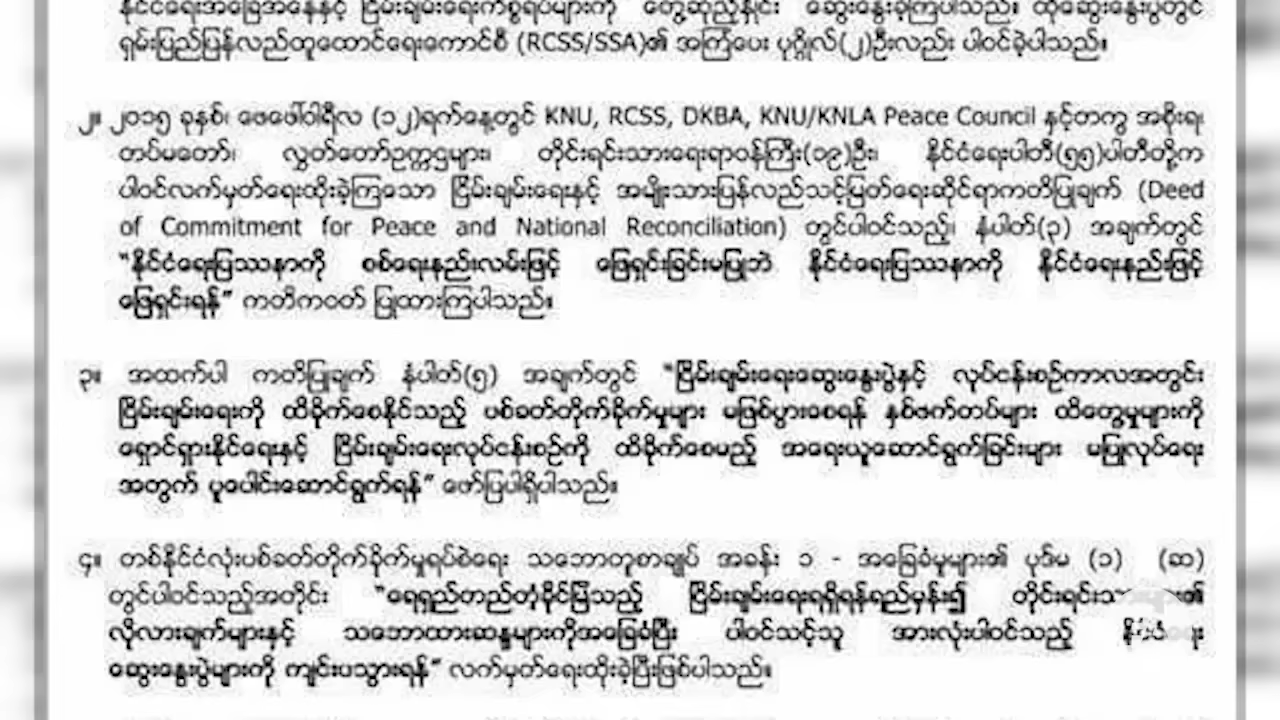 နိုင်ငံရေးအခြေအနေနှင့် ငြိမ်းချမ်းရေးကိစ္စရပ်များကို တွေ့ဆုံညှိနှိုင်း ဆွေးနွေးခဲ့ကြပါသည်။ ထိုဆွေးနွေးပွဲတွင်
ရှမ်းပြည်ပြန်လည်ထူထောင်ရေးကောင်စီ (RCSS/SSA)၏ အကြံပေး ပုဂ္ဂိုလ်(၂)ဦးလည်း ပါဝင်ခဲ့ပါသည်။
၂။ ၂၀၁၅ ခုနှစ်၊ ဖေဖေါ်ဝါရီလ (၁၂)ရက်နေ့တွင် KNU, RCSS, DKBA, KNU/KNLA Peace Council နှင့်တကွ အစိုးရ၊
တပ်မတော်၊ လွှတ်တော်ဥက္ကဌများ၊ တိုင်းရင်းသားရေးရာဝန်ကြီး(၁၉)ဦး၊ နိုင်ငံရေးပါတီ(၅၅)ပါတီတို့က
ပါဝင်လက်မှတ်ရေးထိုးခဲ့ကြသော ငြိမ်းချမ်းရေးနှင့် အမျိုးသားပြန်လည်သင့်မြတ်ရေးဆိုင်ရာကတိပြုချက် (Deed
of Commitment for Peace and National Reconciliation) တွင်ပါဝင်သည့်၊ နံပါတ်(၃) အချက်တွင်
“နိုင်ငံရေးပြဿနာကို စစ်ရေးနည်းလမ်းဖြင့် ဖြေရှင်းခြင်းမပြုဘဲ နိုင်ငံရေးပြဿနာကို နိုင်ငံရေးနည်းဖြင့်
ဖြေရှင်းရန်” ကတိကဝတ် ပြုထားကြပါသည်။
၃။ အထက်ပါ ကတိပြုချက် နံပါတ်(၅) အချက်တွင် “ငြိမ်းချမ်းရေးဆွေးနွေးပွဲနှင့် လုပ်ငန်းစဉ်ကာလအတွင်း
ငြိမ်းချမ်းရေးကို ထိခိုက်စေနိုင်သည့် ပစ်ခတ်တိုက်ခိုက်မှုများ မဖြစ်ပွားစေရန် နှစ်ဖက်တပ်များ ထိတွေ့မှုများကို
ရှောင်ရှားနိုင်ရေးနှင့် ငြိမ်းချမ်းရေးလုပ်ငန်းစဉ်ကို ထိခိုက်စေမည့် အရေးယူဆောင်ရွက်ခြင်းများ မပြုလုပ်ရေး
အတွက် ပူးပေါင်းဆောင်ရွက်ရန်” ဖော်ပြပါရှိပါသည်။
၄။ တစ်နိုင်ငံလုံးပစ်ခတ်တိုက်ခိုက်မှုရပ်စဲရေး သဘောတူစာချုပ် အခန်း ၁ - အခြေခံမူများ၏ ပုဒ်မ (၁) (ဆ)
တွင်ပါဝင်သည့်အတိုင်း “ရေရှည်တည်တံ့ခိုင်မြဲသည့် ငြိမ်းချမ်းရေးရရှိရန်ရည်မှန်း၍ တိုင်းရင်းသားများ၏
လိုလားချက်များနှင့် သဘောထားဆန္ဒများကိုအခြေခံပြီး ပါဝင်သင့်သူ အားလုံးပါဝင်သည့် နိုင်ငံရေး
ဆွေးနွေးပွဲများကို ကျင်းပသွားရန်” လက်မှတ်ရေးထိုးခဲ့ပြီးဖြစ်ပါသည်။